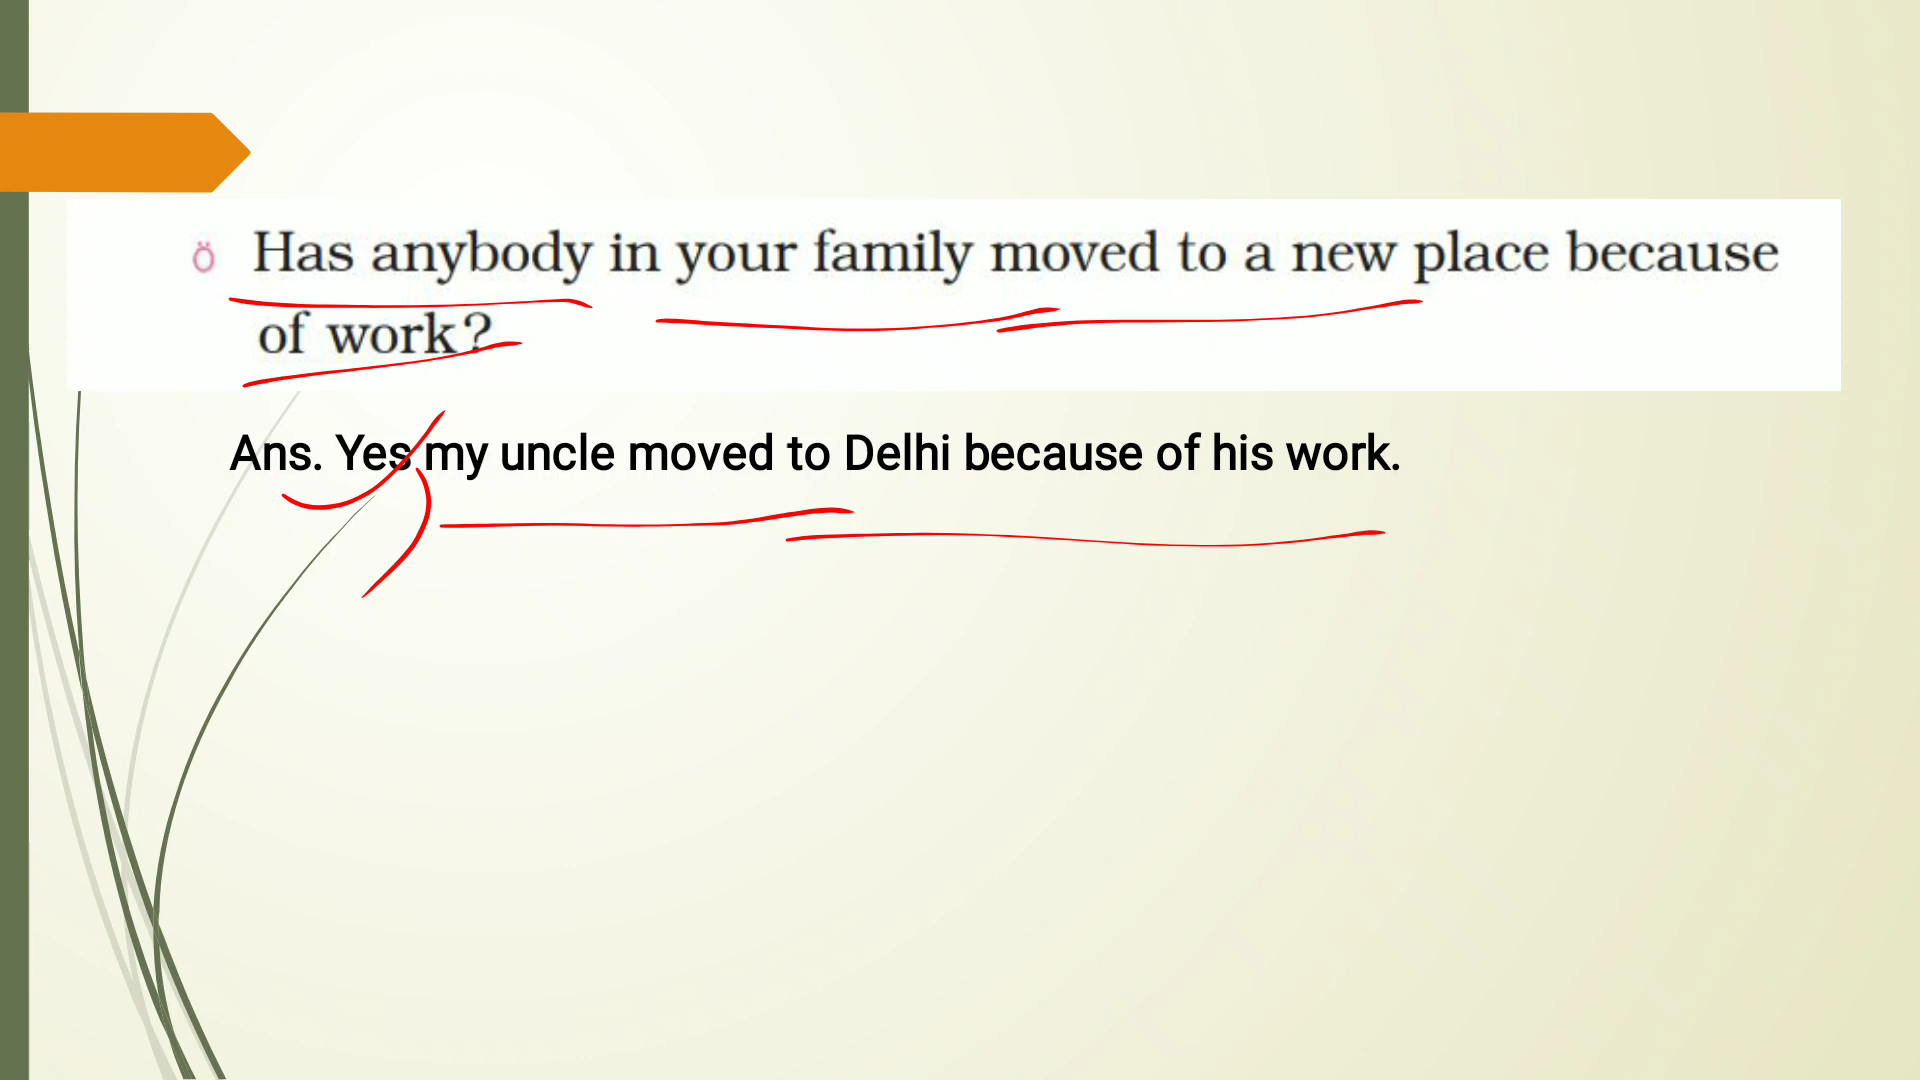 Has anybody in your family moved to a new place because
of work?
Ans. Yes, my uncle moved to Delhi because of his work.